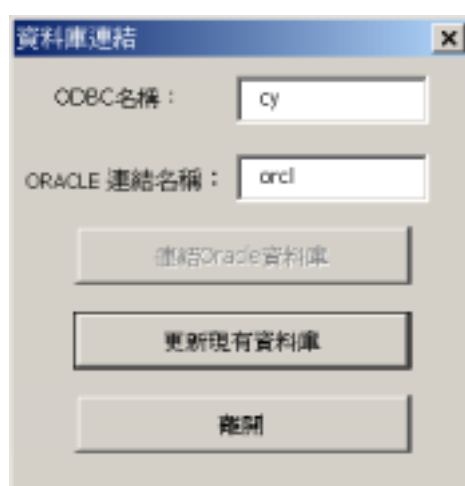 資料庫連結
ODBC名稱： cy
ORACLE 連結名稱： orcl
連結Oracle資料庫
更新現有資料庫
離開